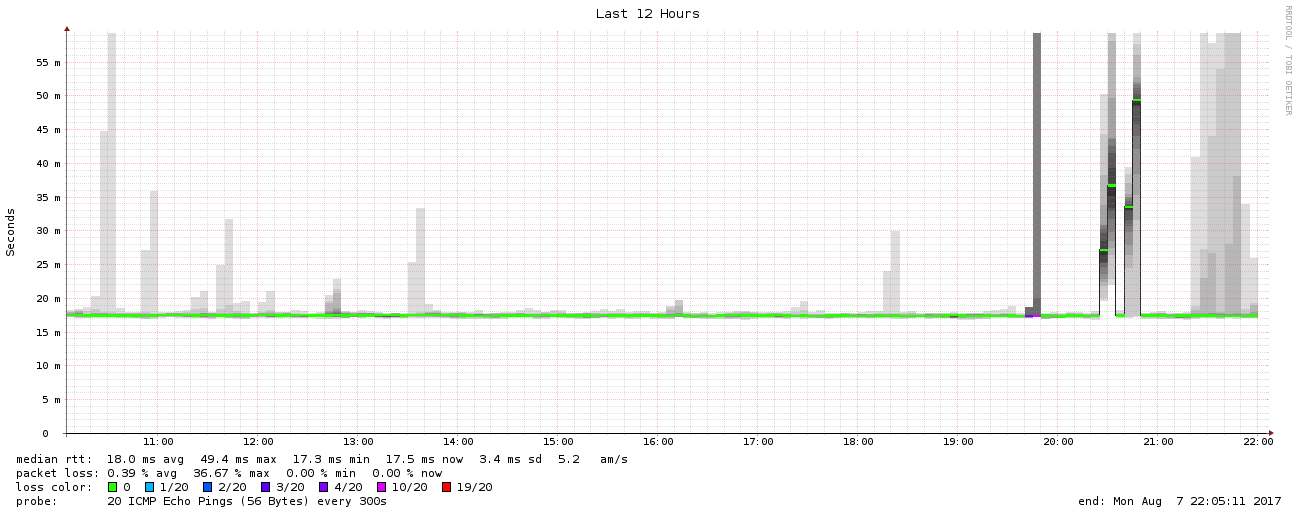 Last 12 Hours
RRDTOOL / TOBI OETIKER
Seconds
55 m
50 m
45 m
40 m
35 m
30 m
25 m
20 m
15 m
10 m
5 m
0
11:00 12:00 13:00 14:00 15:00 16:00 17:00 18:00 19:00 20:00 21:00 22:00
median rtt: 18.0 ms avg 49.4 ms max 17.3 ms min 17.5 ms now 3.4 ms sd 5.2 am/s
packet loss: 0.39 % avg 36.67 % max 0.00 % min 0.00 % now
loss color: 0 1/20 2/20 3/20 4/20 10/20 19/20
probe: 20 ICMP Echo Pings (56 Bytes) every 300s end: Mon Aug 7 22:05:11 2017